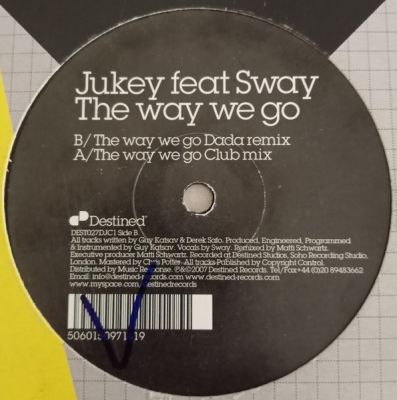 Jukey feat Sway
The way we go
B/The way we go Dada remix
A/The way we go Club mix
Destined
DEST027DJC1 Side B
All tracks written by Guy Katsav & Derek Safo. Produced, Engineered, Programmed
& Instrumented by Guy Katsav. Vocals by Sway. Remixed by Matti Schwartz.
Executive producer Matti Schwartz. Recorded at Destined Studios, Soho Recording Studio,
London. Mastered by Potter. All tracks Published by Copyright Control.
Distributed by Music Response. ℗&©2007 Destined Records. Tel/Fax+44(0)20 89483662
Email: info@destined-records.com www.destined-records.com
www.myspace.com/destinedrecords